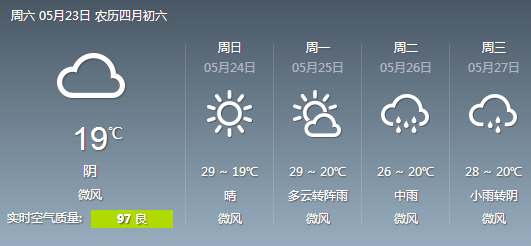 周六 05月23日 农历四月初六
19℃
阴
微风
实时空气质量: 97 良
周日
05月24日
29 ~ 19℃
晴
微风
周一
05月25日
29 ~ 20℃
多云转阵雨
微风
周二
05月26日
26 ~ 20℃
中雨
微风
周三
05月27日
28 ~ 20℃
小雨转阴
微风